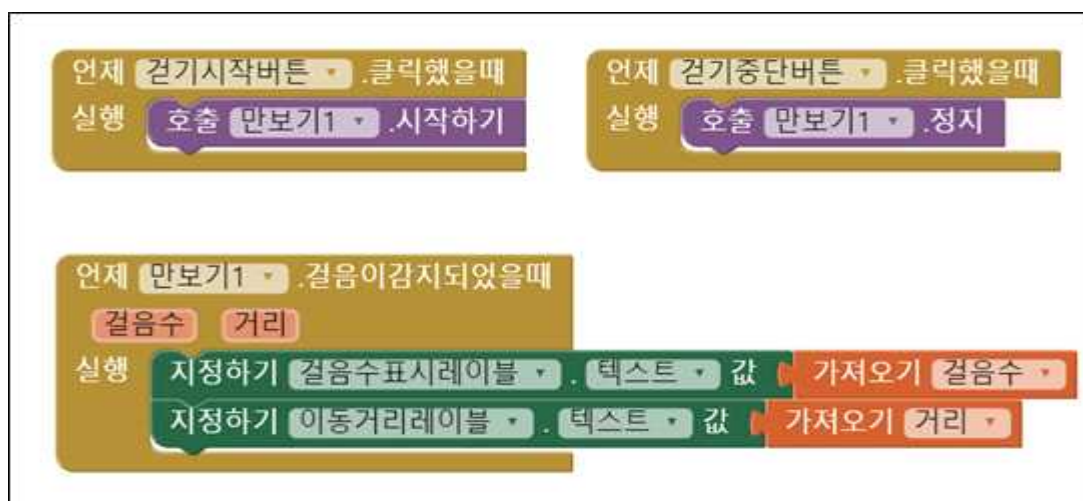 언제 걷기시작버튼 .클릭했을때
실행 호출 만보기1 .시작하기
언제 걷기중단버튼 .클릭했을때
실행 호출 만보기1 .정지
언제 만보기1 .걸음이감지되었을때
걸음수 거리
실행 지정하기 걸음수표시레이블 . 텍스트 값 가져오기 걸음수
지정하기 이동거리레이블 . 텍스트 값 가져오기 거리